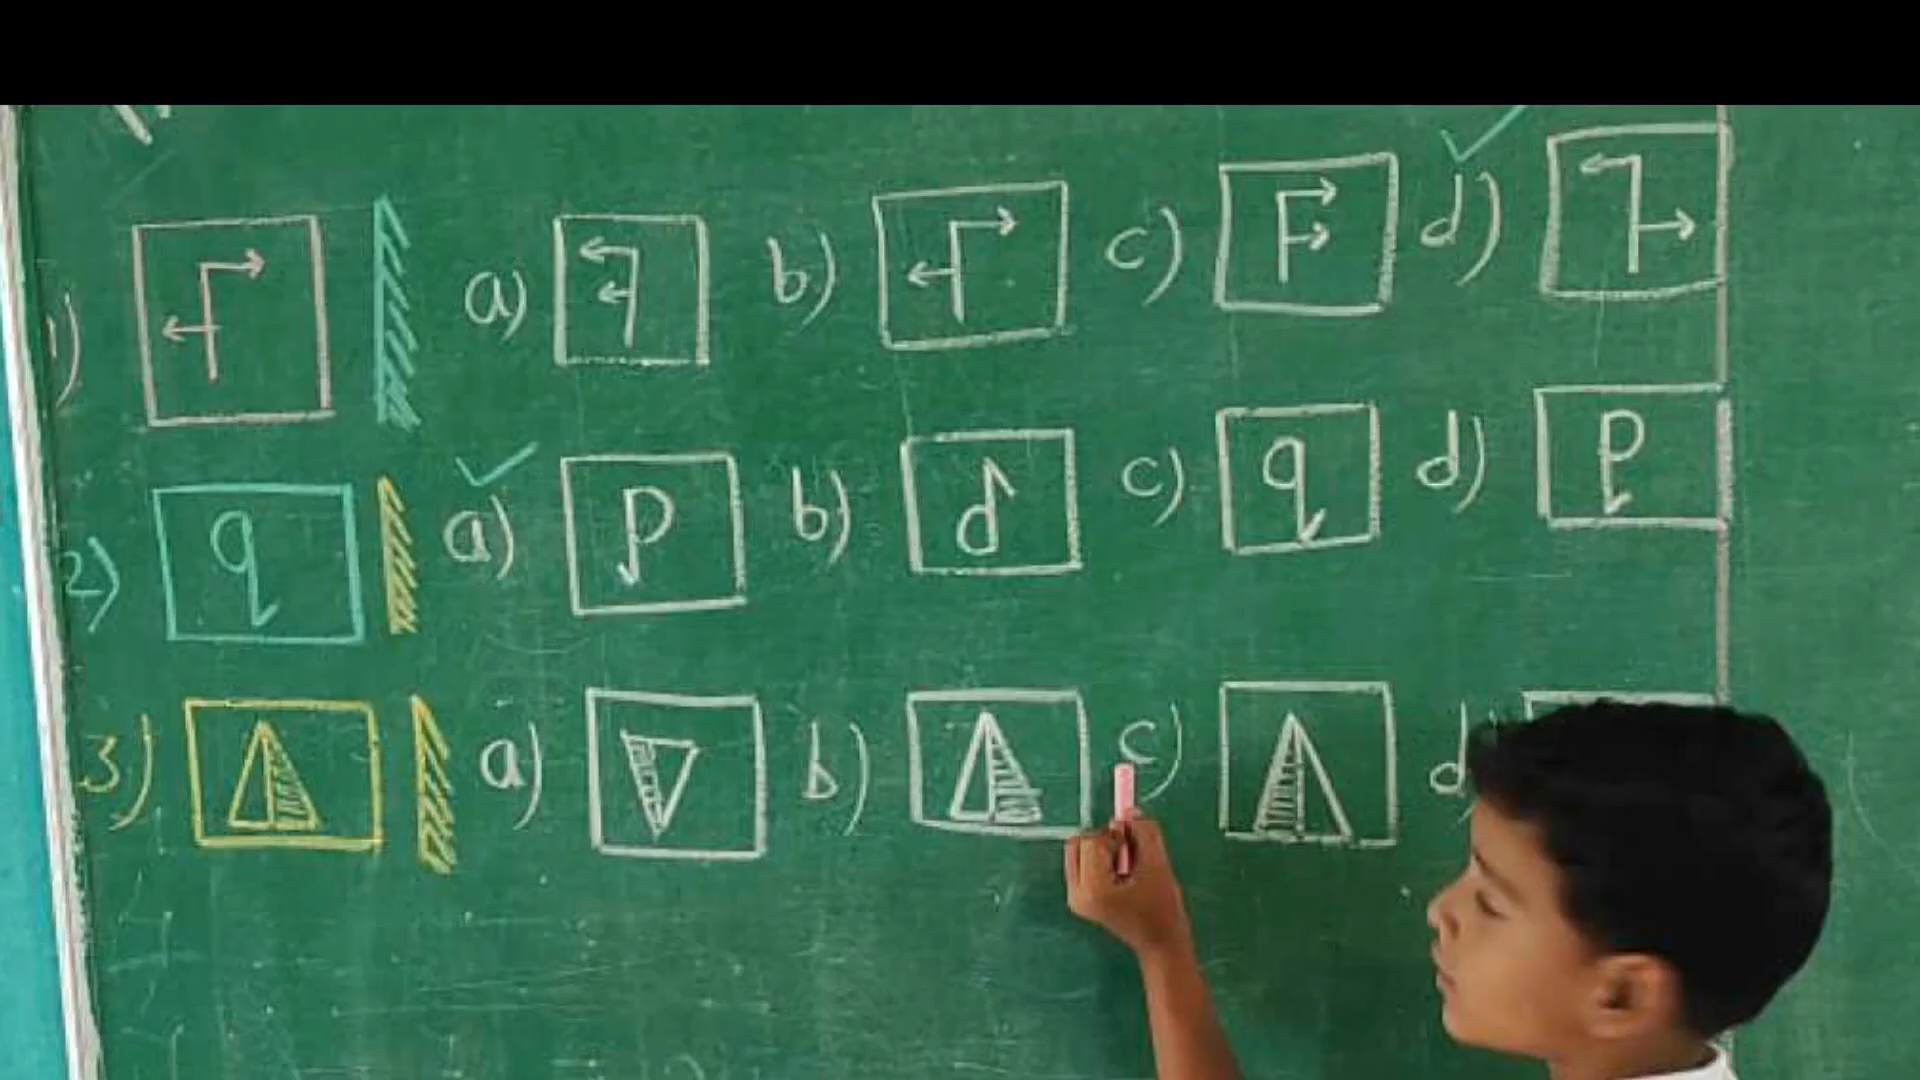 1) a) b) c) F d)
2) q a) p b) d c) q d) p
3) a) b) c) d